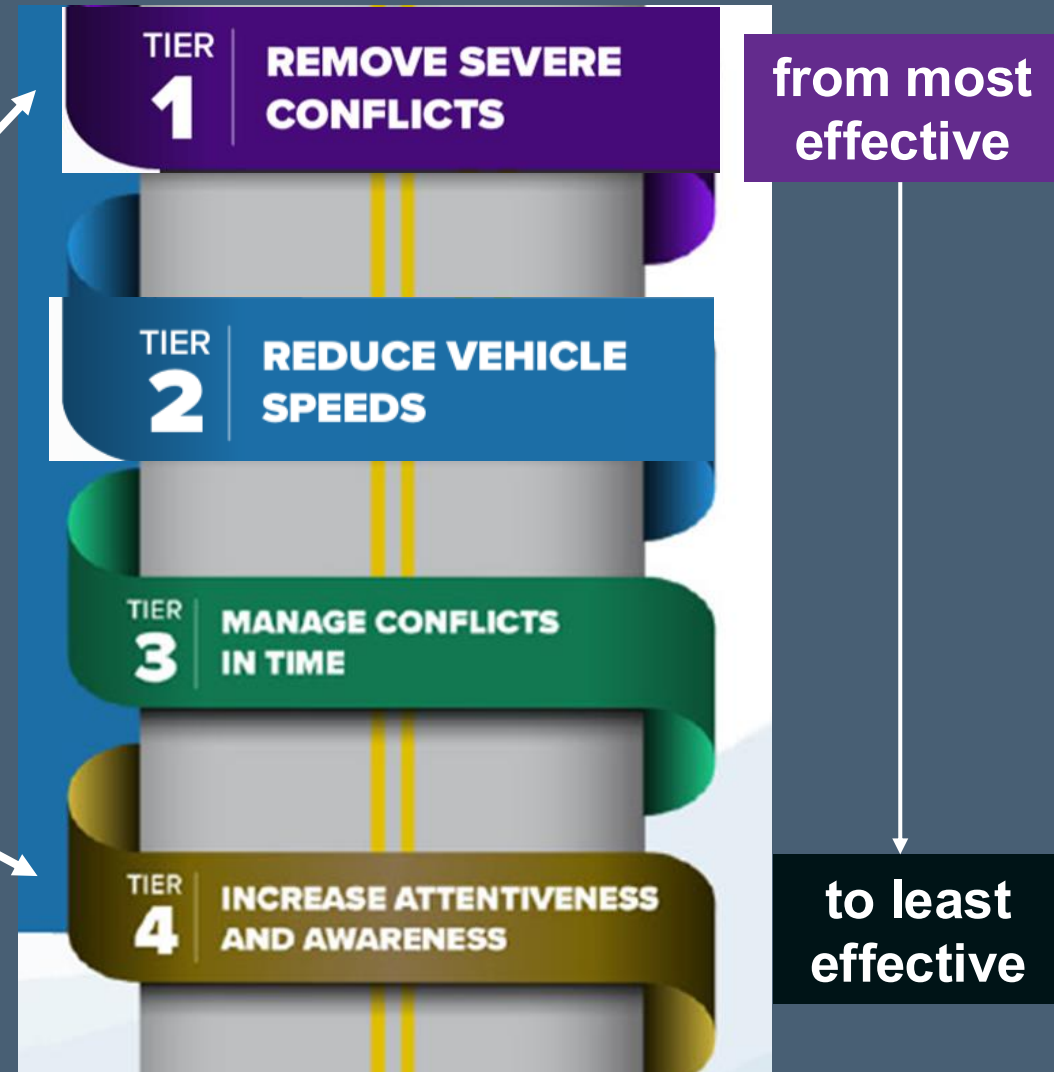 TIER
1
REMOVE SEVERE
CONFLICTS
from most
effective
TIER
2
REDUCE VEHICLE
SPEEDS
TIER
3
MANAGE CONFLICTS
IN TIME
TIER
4
INCREASE ATTENTIVENESS
AND AWARENESS
to least
effective